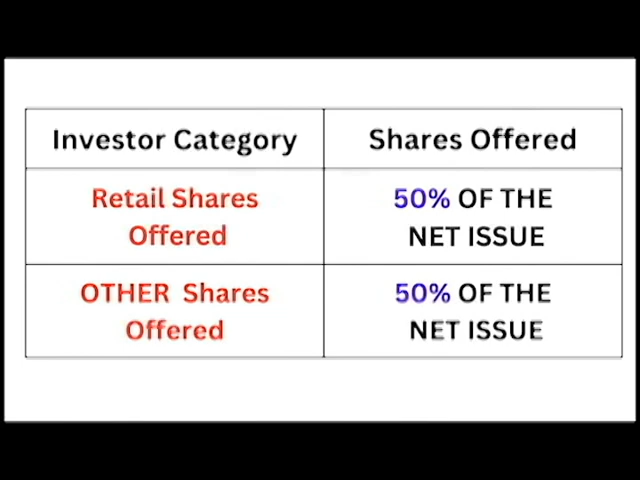 Investor Category
Shares Offered
Retail Shares
Offered
50% OF THE
NET ISSUE
OTHER Shares
Offered
50% OF THE
NET ISSUE